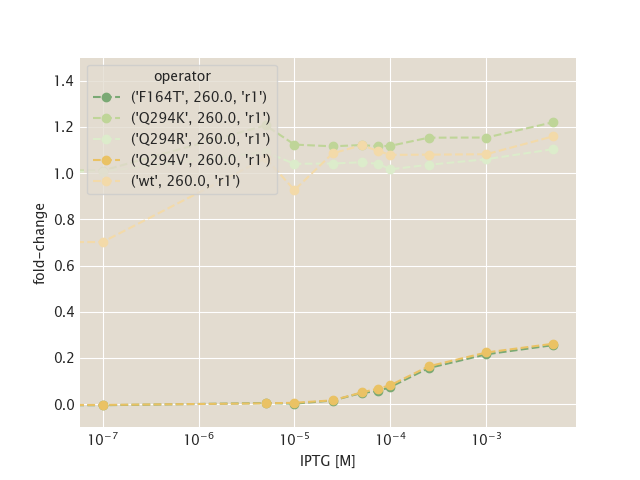 operator
('F164T', 260.0, 'r1')
('Q294K', 260.0, 'r1')
('Q294R', 260.0, 'r1')
('Q294V', 260.0, 'r1')
('wt', 260.0, 'r1')
1.4
1.2
1.0
0.8
0.6
0.4
0.2
0.0
fold-change
10⁻⁷ 10⁻⁶ 10⁻⁵ 10⁻⁴ 10⁻³
IPTG [M]